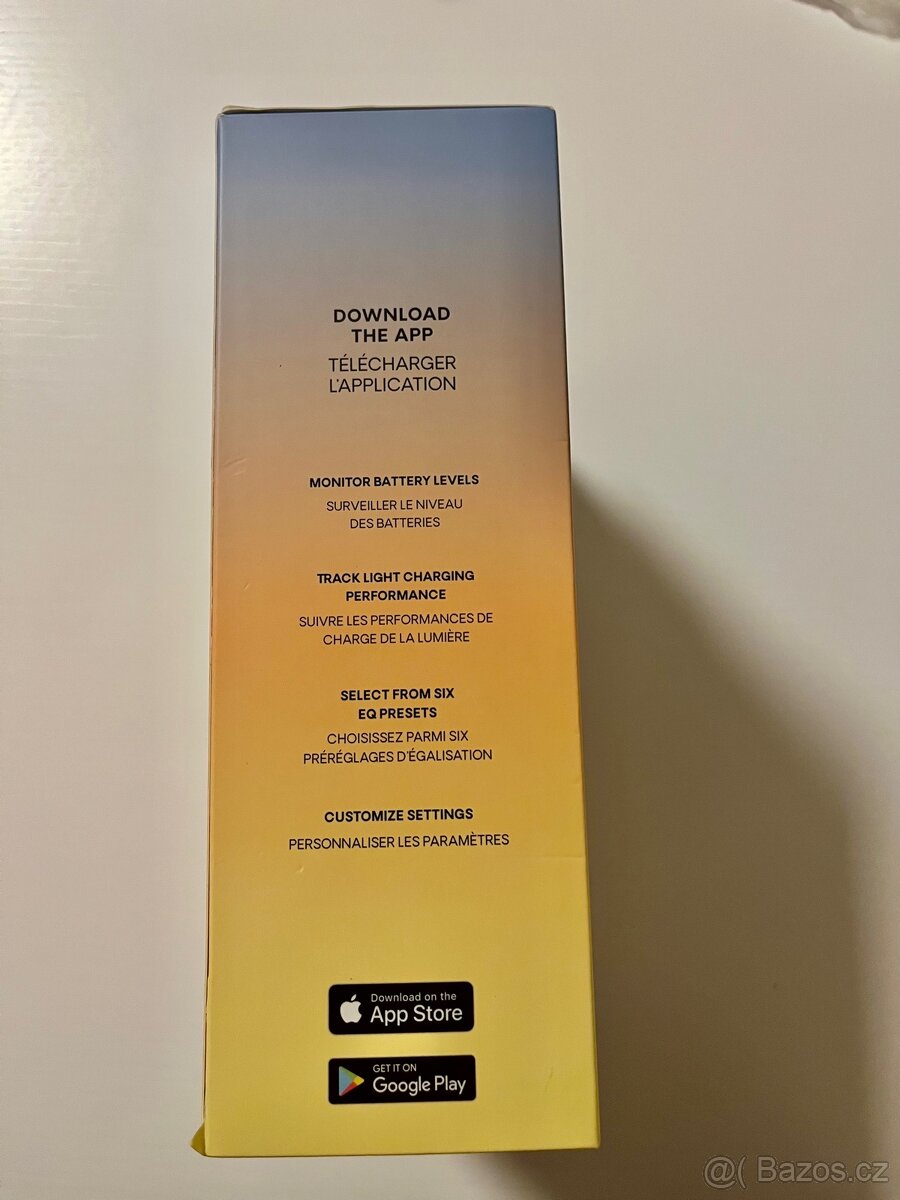 DOWNLOAD
THE APP
TÉLÉCHARGER
L'APPLICATION
MONITOR BATTERY LEVELS
SURVEILLER LE NIVEAU
DES BATTERIES
TRACK LIGHT CHARGING
PERFORMANCE
SUIVRE LES PERFORMANCES DE
CHARGE DE LA LUMIÈRE
SELECT FROM SIX
EQ PRESETS
CHOISISSEZ PARMI SIX
PRÉRÉGLAGES D'ÉGALISATION
CUSTOMIZE SETTINGS
PERSONNALISER LES PARAMÈTRES
Download on the
App Store
GET IT ON
Google Play
@( Bazos.cz